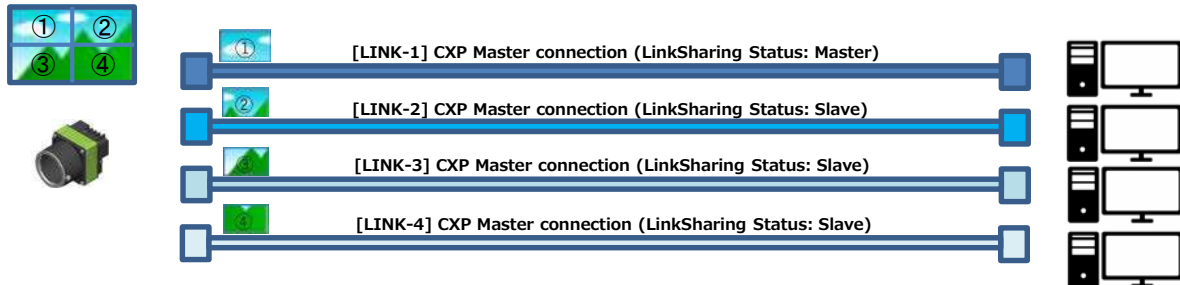 ① ②
③ ④
①
[LINK-1] CXP Master connection (LinkSharing Status: Master)
②
[LINK-2] CXP Master connection (LinkSharing Status: Slave)
③
[LINK-3] CXP Master connection (LinkSharing Status: Slave)
④
[LINK-4] CXP Master connection (LinkSharing Status: Slave)